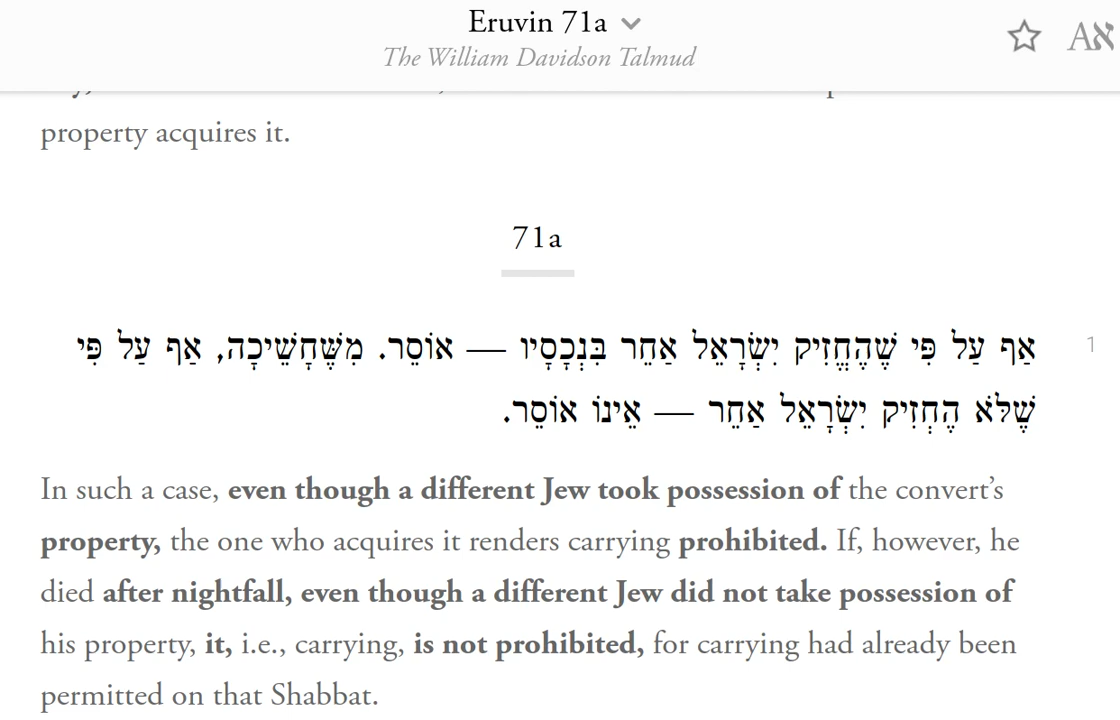 Eruvin 71a
The William Davidson Talmud
Aא
property acquires it.
71a
אַף עַל פִּי שֶׁהֶחֱזִיק יִשְׂרָאֵל אַחֵר בִּנְכָסָיו — אוֹסֵר. מִשֶּׁחָשֵׁיכָה, אַף עַל פִּי
1
שֶׁלֹּא הֶחְזִיק יִשְׂרָאֵל אַחֵר — אֵינוֹ אוֹסֵר.
In such a case, even though a different Jew took possession of the convert’s
property, the one who acquires it renders carrying prohibited. If, however, he
died after nightfall, even though a different Jew did not take possession of
his property, it, i.e., carrying, is not prohibited, for carrying had already been
permitted on that Shabbat.